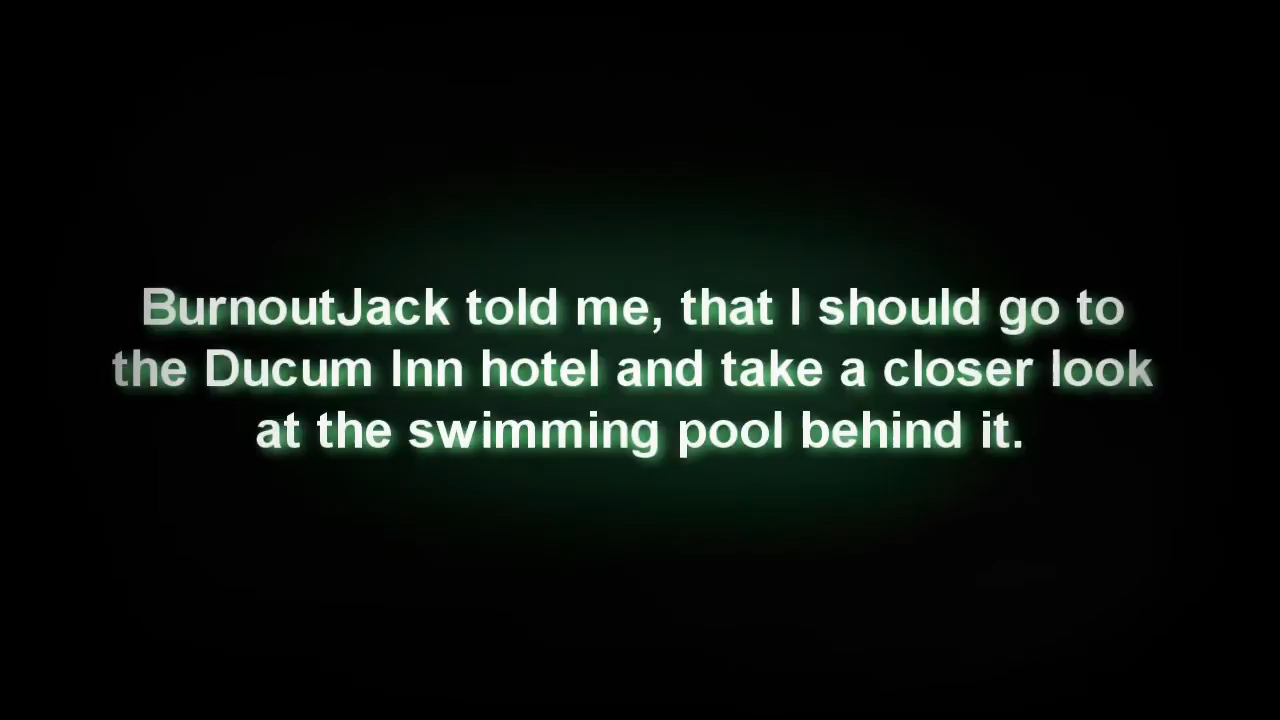 BurnoutJack told me, that I should go to
the Ducum Inn hotel and take a closer look
at the swimming pool behind it.